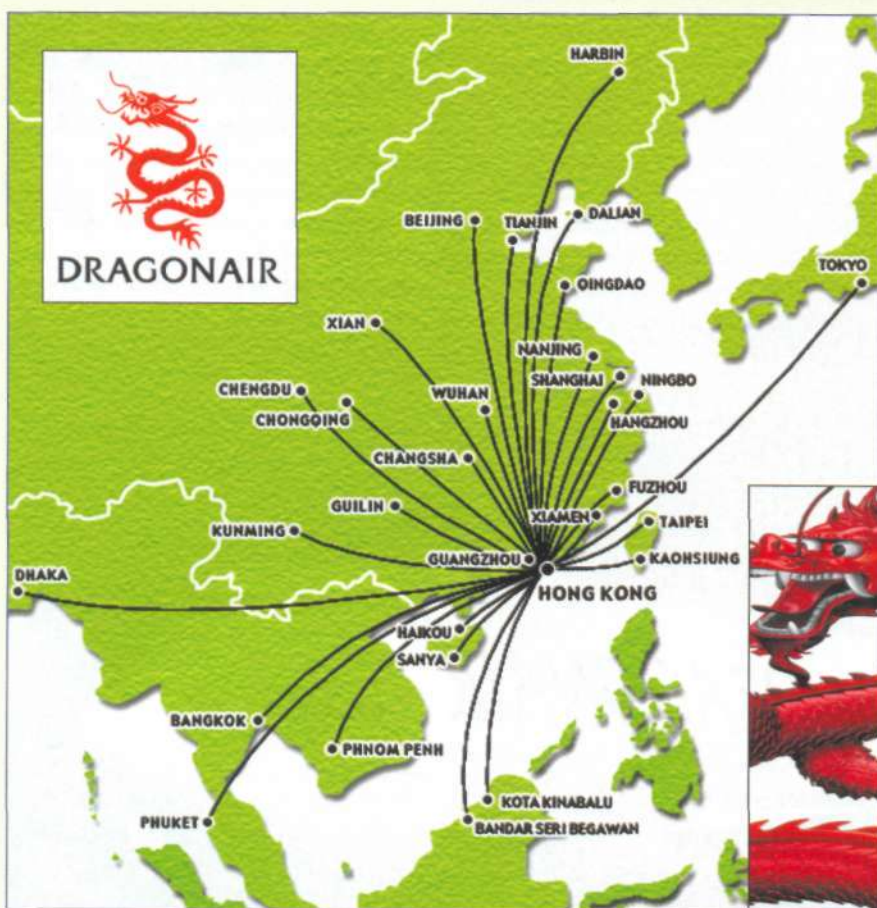 HARBIN
DRAGONAIR
BEIJING
TIANJIN
DALIAN
TOKYO
QINGDAO
XIAN
NANJING
SHANGHAI
NINGBO
CHENGDU
WUHAN
CHONGQING
HANGZHOU
CHANGSHA
FUZHOU
GUILIN
XIAMEN
TAIPEI
KUNMING
GUANGZHOU
KAOHSIUNG
DHAKA
HONG KONG
HAIKOU
SANYA
BANGKOK
PHNOM PENH
KOTA KINABALU
PHUKET
BANDAR SERI BEGAWAN